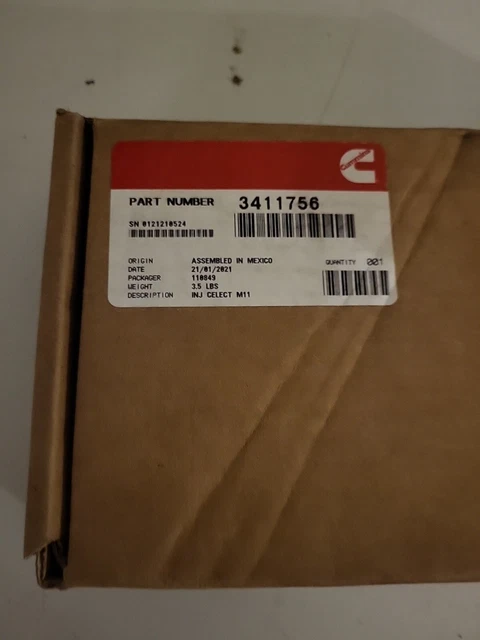 PART NUMBER 3411756
SN 0121210524
ORIGIN ASSEMBLED IN MEXICO
DATE 21/01/2021
PACKAGER 110849
WEIGHT 3.5 LBS
DESCRIPTION INJ CELECT M11
QUANTITY 001